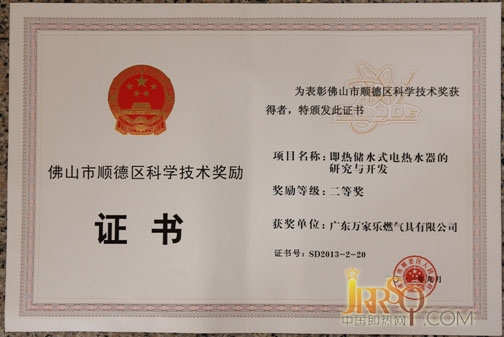 佛山市顺德区科学技术奖励
证书
为表彰佛山市顺德区科学技术奖获
得者，特颁发此证书
项目名称：即热储水式电热水器的
研究与开发
奖励等级：二等奖
获奖单位：广东万家乐燃气具有限公司
证书号：SD2013-2-20
JRRSQ.COM
中国即热网